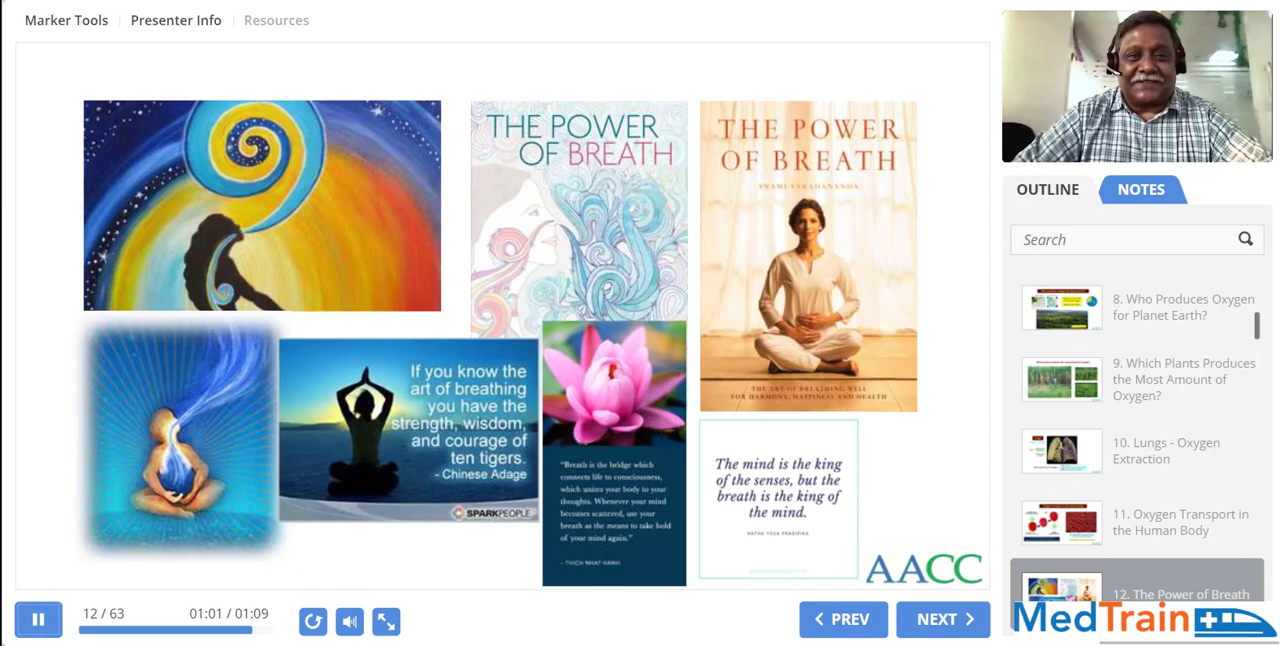 Marker Tools
Presenter Info
Resources
THE POWER
OF BREATH
THE POWER
OF BREATH
SWAMI SARADANANDA
THE ART OF BREATHING WELL
FOR HARMONY, HAPPINESS AND HEALTH
If you know the
art of breathing
you have the
strength, wisdom,
and courage of
ten tigers.
- Chinese Adage
SPARKPEOPLE
"Breath is the bridge which
connects life to consciousness,
which unites your body to your
thoughts. Whenever your mind
becomes scattered, use your
breath as the means to take hold
of your mind again."
- THICH NHAT HANH
The mind is the king
of the senses, but the
breath is the king of
the mind.
HATHA YOGA PRADIPIKA
AACC
12 / 63
01:01 / 01:09
PREV
NEXT
OUTLINE
NOTES
Search
8. Who Produces Oxygen
for Planet Earth?
9. Which Plants Produces
the Most Amount of
Oxygen?
10. Lungs - Oxygen
Extraction
11. Oxygen Transport in
the Human Body
12. The Power of Breath
MedTrain